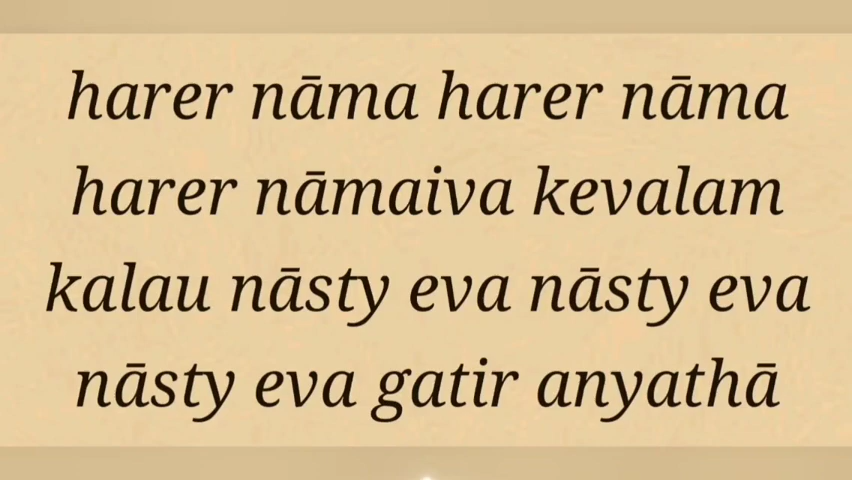 harer nāma harer nāma
harer nāmaiva kevalam
kalau nāsty eva nāsty eva
nāsty eva gatir anyathā